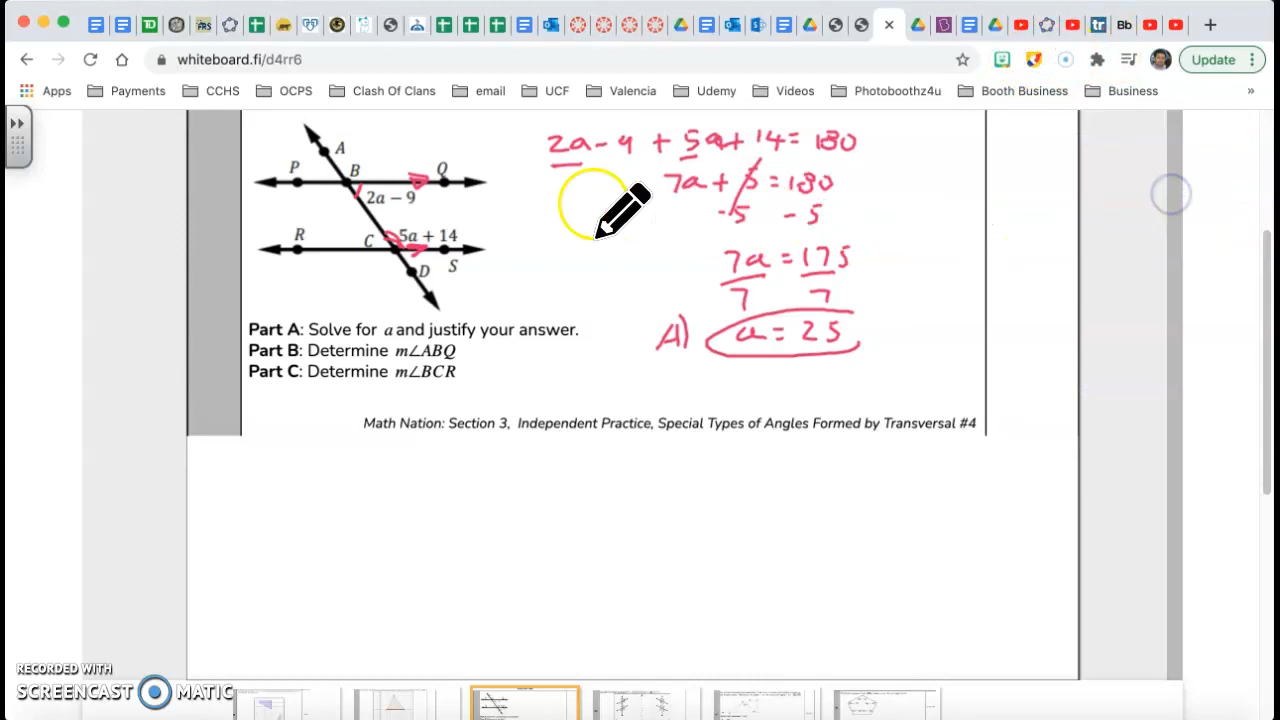 Update
whiteboard.fi/d4rr6
Apps Payments CCHS OCPS Clash Of Clans email UCF Valencia Udemy Videos Photoboothz4u Booth Business Business »
A
P B Q
2a – 9
R C 5a + 14
D S
2a - 9 + 5a + 14 = 180
7a + 5 = 180
-5 -5
7a = 175
7 7
A) a = 25
Part A: Solve for a and justify your answer.
Part B: Determine m∠ABQ
Part C: Determine m∠BCR
Math Nation: Section 3, Independent Practice, Special Types of Angles Formed by Transversal #4
RECORDED WITH
SCREENCAST MATIC